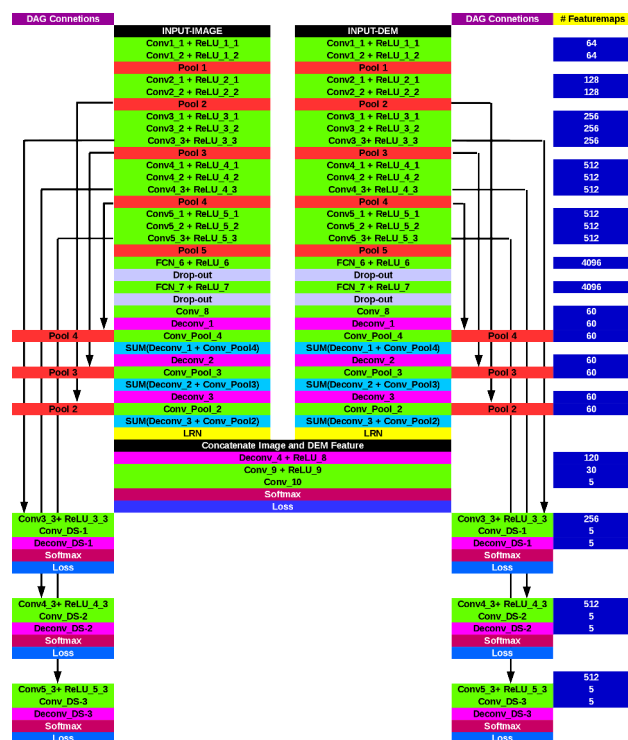 DAG Connetions DAG Connetions # Featuremaps
INPUT-IMAGE INPUT-DEM
Conv1_1 + ReLU_1_1 Conv1_1 + ReLU_1_1 64
Conv1_2 + ReLU_1_2 Conv1_2 + ReLU_1_2 64
Pool 1 Pool 1
Conv2_1 + ReLU_2_1 Conv2_1 + ReLU_2_1 128
Conv2_2 + ReLU_2_2 Conv2_2 + ReLU_2_2 128
Pool 2 Pool 2
Conv3_1 + ReLU_3_1 Conv3_1 + ReLU_3_1 256
Conv3_2 + ReLU_3_2 Conv3_2 + ReLU_3_2 256
Conv3_3+ ReLU_3_3 Conv3_3+ ReLU_3_3 256
Pool 3 Pool 3
Conv4_1 + ReLU_4_1 Conv4_1 + ReLU_4_1 512
Conv4_2 + ReLU_4_2 Conv4_2 + ReLU_4_2 512
Conv4_3+ ReLU_4_3 Conv4_3+ ReLU_4_3 512
Pool 4 Pool 4
Conv5_1 + ReLU_5_1 Conv5_1 + ReLU_5_1 512
Conv5_2 + ReLU_5_2 Conv5_2 + ReLU_5_2 512
Conv5_3+ ReLU_5_3 Conv5_3+ ReLU_5_3 512
Pool 5 Pool 5
FCN_6 + ReLU_6 FCN_6 + ReLU_6 4096
Drop-out Drop-out
FCN_7 + ReLU_7 FCN_7 + ReLU_7 4096
Drop-out Drop-out
Conv_8 Conv_8 60
Deconv_1 Deconv_1 60
Pool 4 Conv_Pool_4 Conv_Pool_4 Pool 4 60
SUM(Deconv_1 + Conv_Pool4) SUM(Deconv_1 + Conv_Pool4)
Deconv_2 Deconv_2 60
Pool 3 Conv_Pool_3 Conv_Pool_3 Pool 3 60
SUM(Deconv_2 + Conv_Pool3) SUM(Deconv_2 + Conv_Pool3)
Deconv_3 Deconv_3 60
Pool 2 Conv_Pool_2 Conv_Pool_2 Pool 2 60
SUM(Deconv_3 + Conv_Pool2) SUM(Deconv_3 + Conv_Pool2)
LRN LRN
Concatenate Image and DEM Feature
Deconv_4 + ReLU_8 120
Conv_9 + ReLU_9 30
Conv_10 5
Softmax
Loss
Conv3_3+ ReLU_3_3 Conv3_3+ ReLU_3_3 256
Conv_DS-1 Conv_DS-1 5
Deconv_DS-1 Deconv_DS-1 5
Softmax Softmax
Loss Loss
Conv4_3+ ReLU_4_3 Conv4_3+ ReLU_4_3 512
Conv_DS-2 Conv_DS-2 5
Deconv_DS-2 Deconv_DS-2 5
Softmax Softmax
Loss Loss
512
Conv5_3+ ReLU_5_3 Conv5_3+ ReLU_5_3 5
Conv_DS-3 Conv_DS-3 5
Deconv_DS-3 Deconv_DS-3
Softmax Softmax
Loss Loss